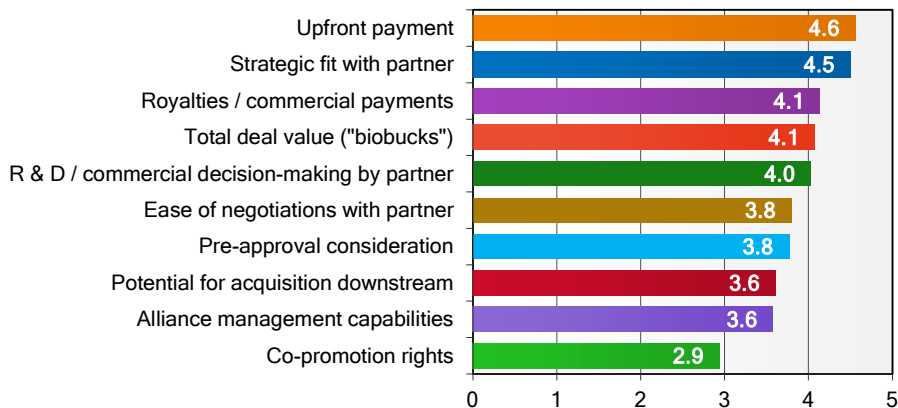 Upfront payment 4.6
Strategic fit with partner 4.5
Royalties / commercial payments 4.1
Total deal value ("biobucks") 4.1
R & D / commercial decision-making by partner 4.0
Ease of negotiations with partner 3.8
Pre-approval consideration 3.8
Potential for acquisition downstream 3.6
Alliance management capabilities 3.6
Co-promotion rights 2.9
0 1 2 3 4 5